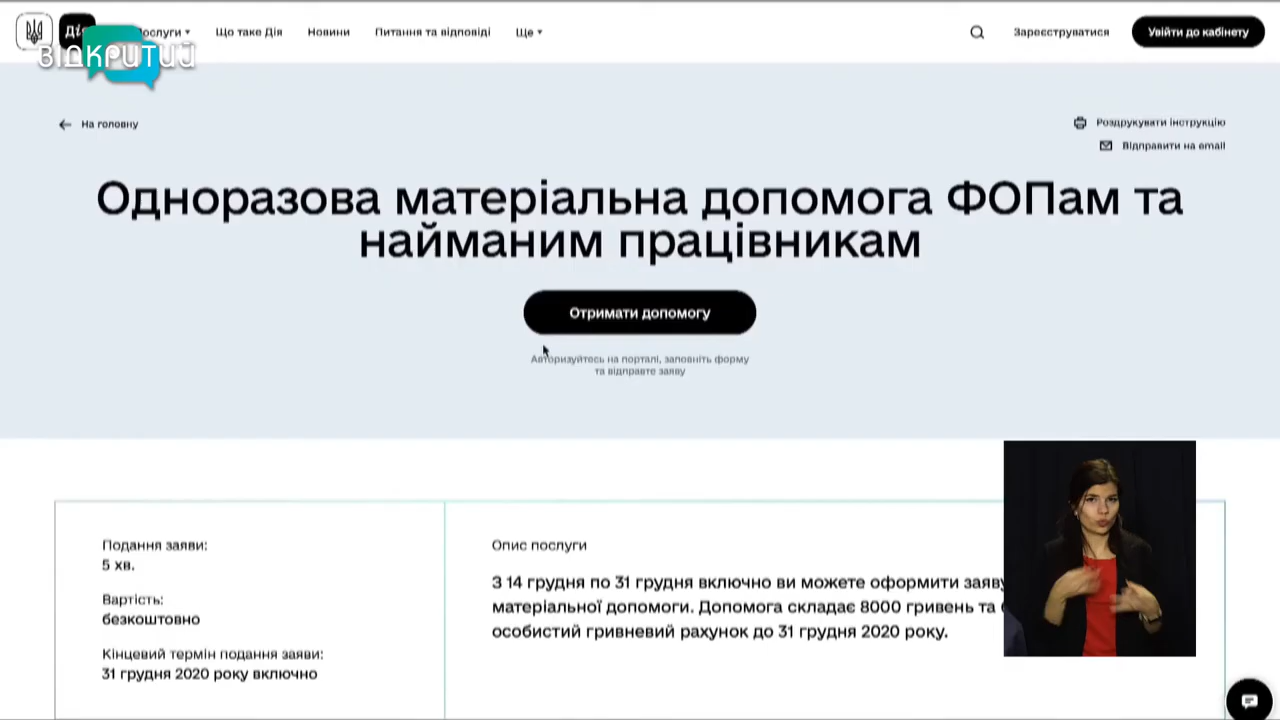 Дія
Послуги
Що таке Дія
Новини
Питання та відповіді
Ще
Зареєструватися
Увійти до кабінету
ВІДКРИТИЙ
На головну
Роздрукувати інструкцію
Відправити на email
Одноразова матеріальна допомога ФОПам та
найманим працівникам
Отримати допомогу
Авторизуйтесь на порталі, заповніть форму
та відправте заяву
Подання заяви:
5 хв.
Вартість:
безкоштовно
Кінцевий термін подання заяви:
31 грудня 2020 року включно
Опис послуги
З 14 грудня по 31 грудня включно ви можете оформити заяву
матеріальної допомоги. Допомога складає 8000 гривень та
особистий гривневий рахунок до 31 грудня 2020 року.